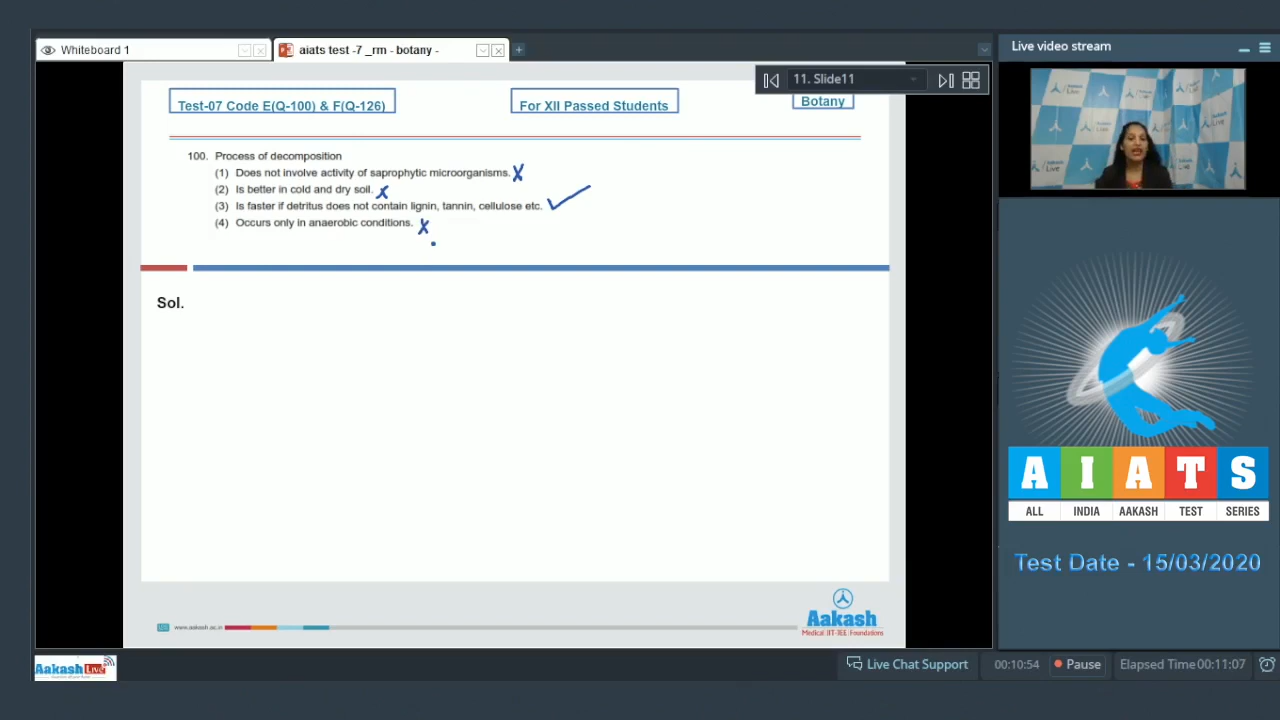 Whiteboard 1
aiats test -7 _rm - botany -
Live video stream
11. Slide11
Test-07 Code E(Q-100) & F(Q-126)
For XII Passed Students
Botany
100. Process of decomposition
(1) Does not involve activity of saprophytic microorganisms.
(2) Is better in cold and dry soil.
(3) Is faster if detritus does not contain lignin, tannin, cellulose etc.
(4) Occurs only in anaerobic conditions.
Sol.
A I A T S
ALL INDIA AAKASH TEST SERIES
Test Date - 15/03/2020
www.aakash.ac.in
Aakash
Medical|IIT-JEE|Foundations
Aakash Live
Live Chat Support
00:10:54
Pause
Elapsed Time 00:11:07